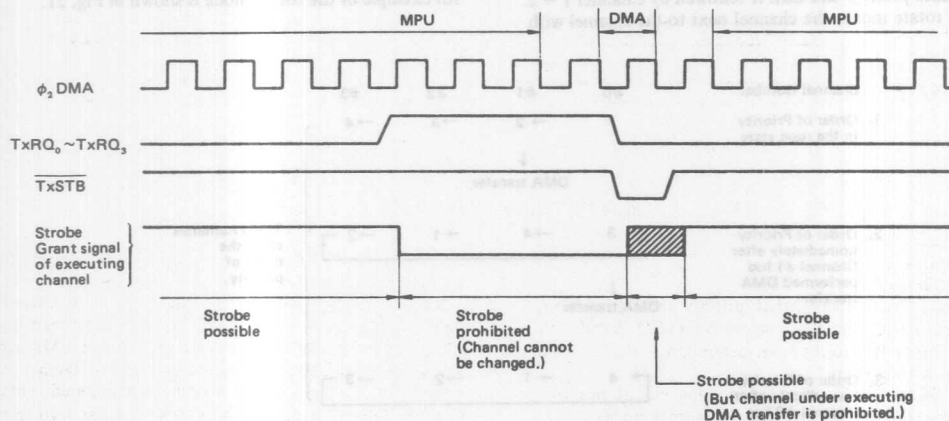 MPU DMA MPU
φ₂ DMA
TxRQ₀~TxRQ₃
TxSTB
Strobe
Grant signal
of executing
channel
Strobe
possible
Strobe
prohibited
(Channel cannot
be changed.)
Strobe
possible
Strobe possible
(But channel under executing
DMA transfer is prohibited.)